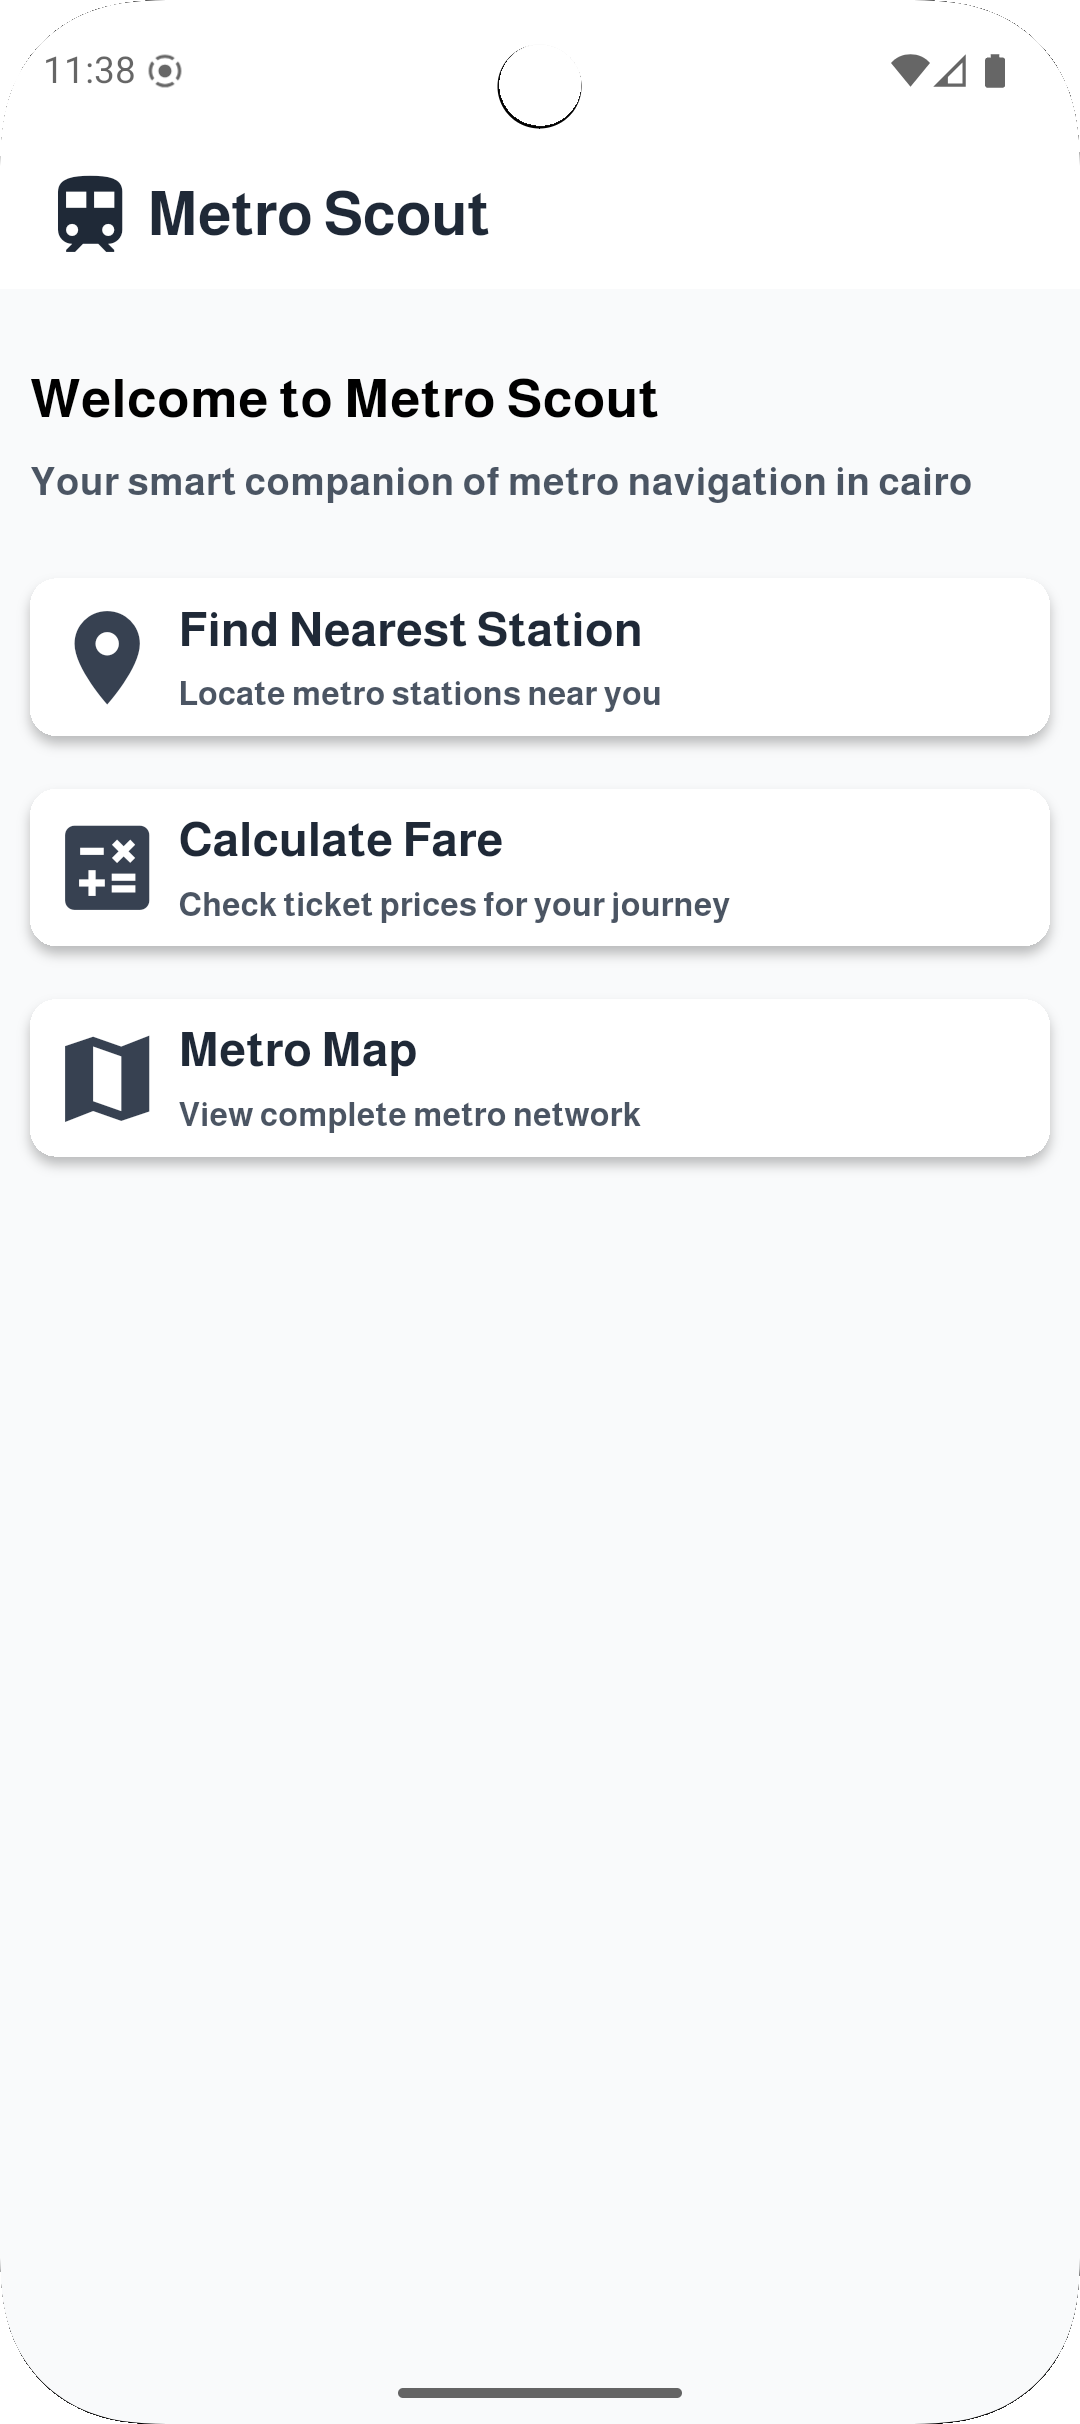 11:38
Metro Scout
Welcome to Metro Scout
Your smart companion of metro navigation in cairo
Find Nearest Station
Locate metro stations near you
Calculate Fare
Check ticket prices for your journey
Metro Map
View complete metro network